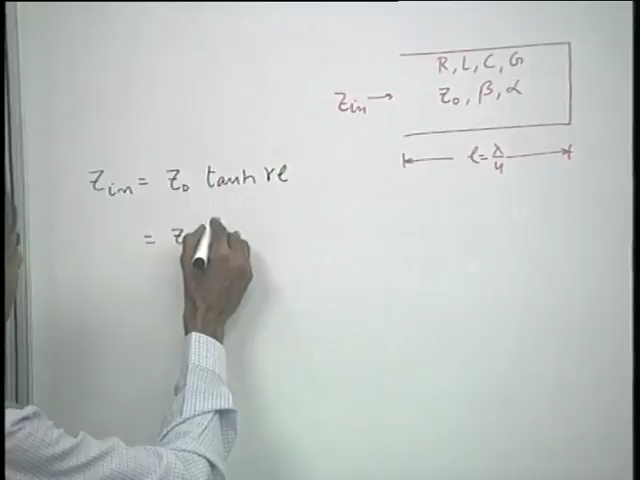 R, L, C, G
Z₀, β, α
Zin →
l = λ/4
Zin = Z₀ tanh γl
= Z